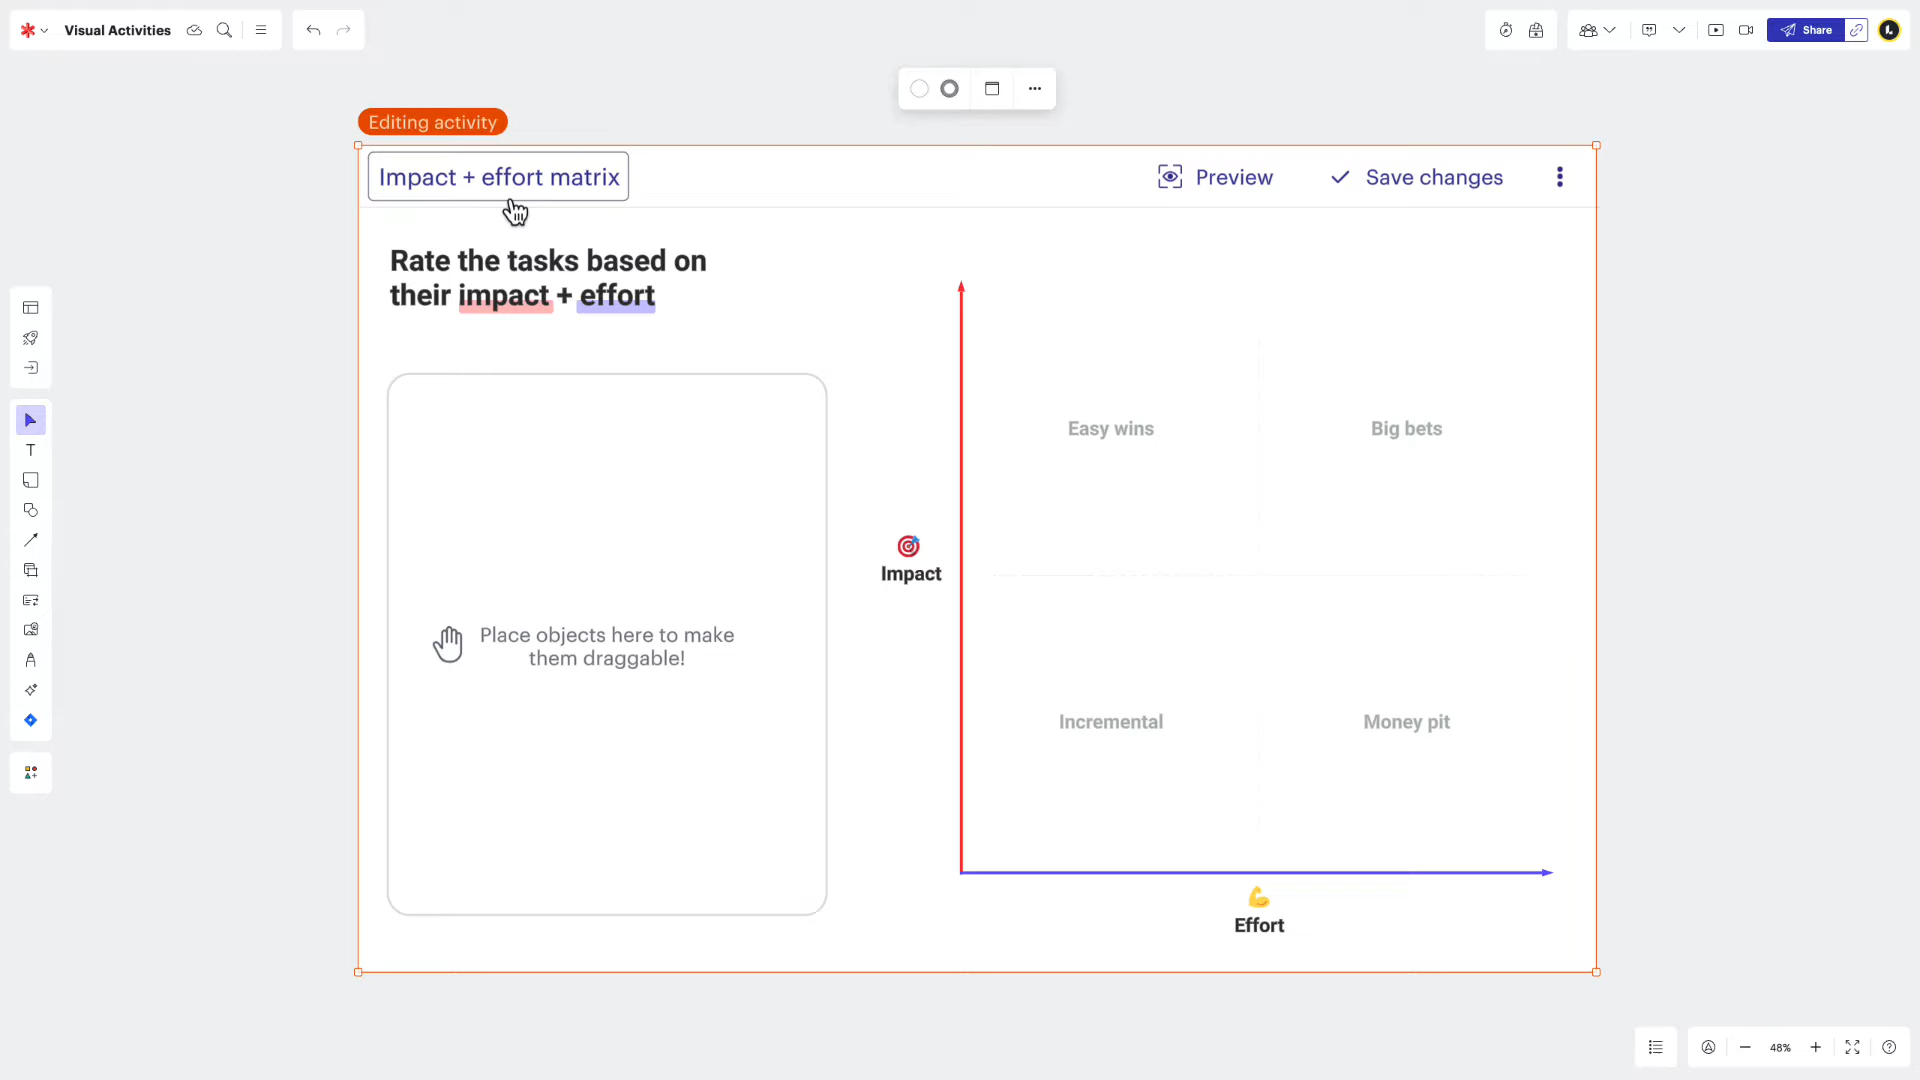 Visual Activities
Share
Editing activity
Impact + effort matrix
Preview
Save changes
Rate the tasks based on
their impact + effort
Place objects here to make
them draggable!
Easy wins
Big bets
Impact
Incremental
Money pit
Effort
48%